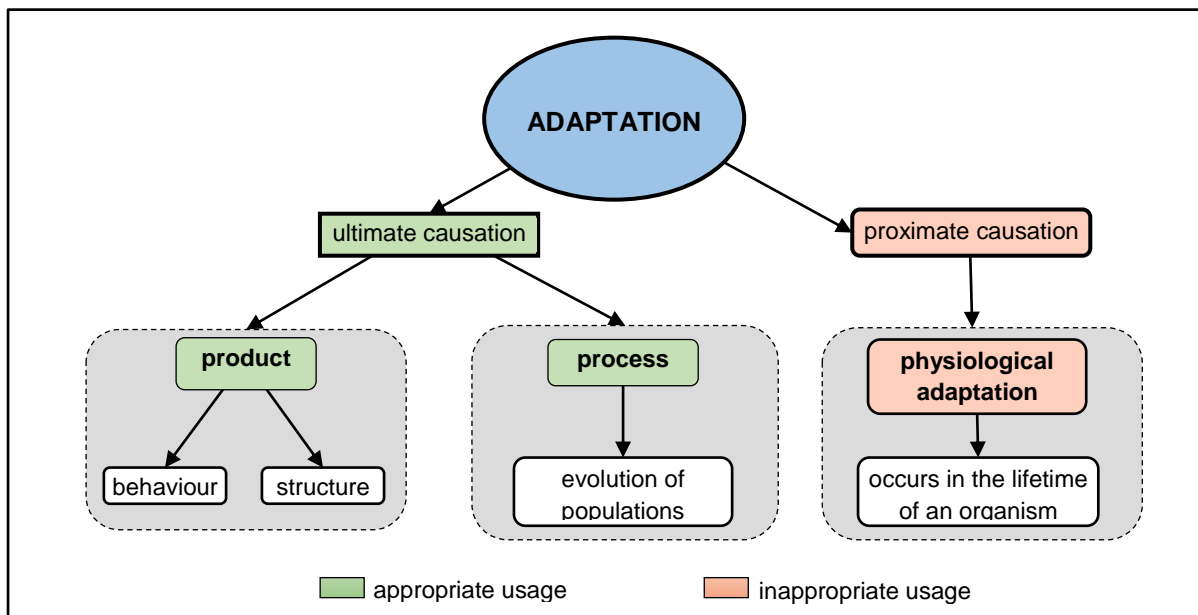 ADAPTATION
ultimate causation
proximate causation
product
behaviour
structure
process
evolution of
populations
physiological
adaptation
occurs in the lifetime
of an organism
appropriate usage
inappropriate usage